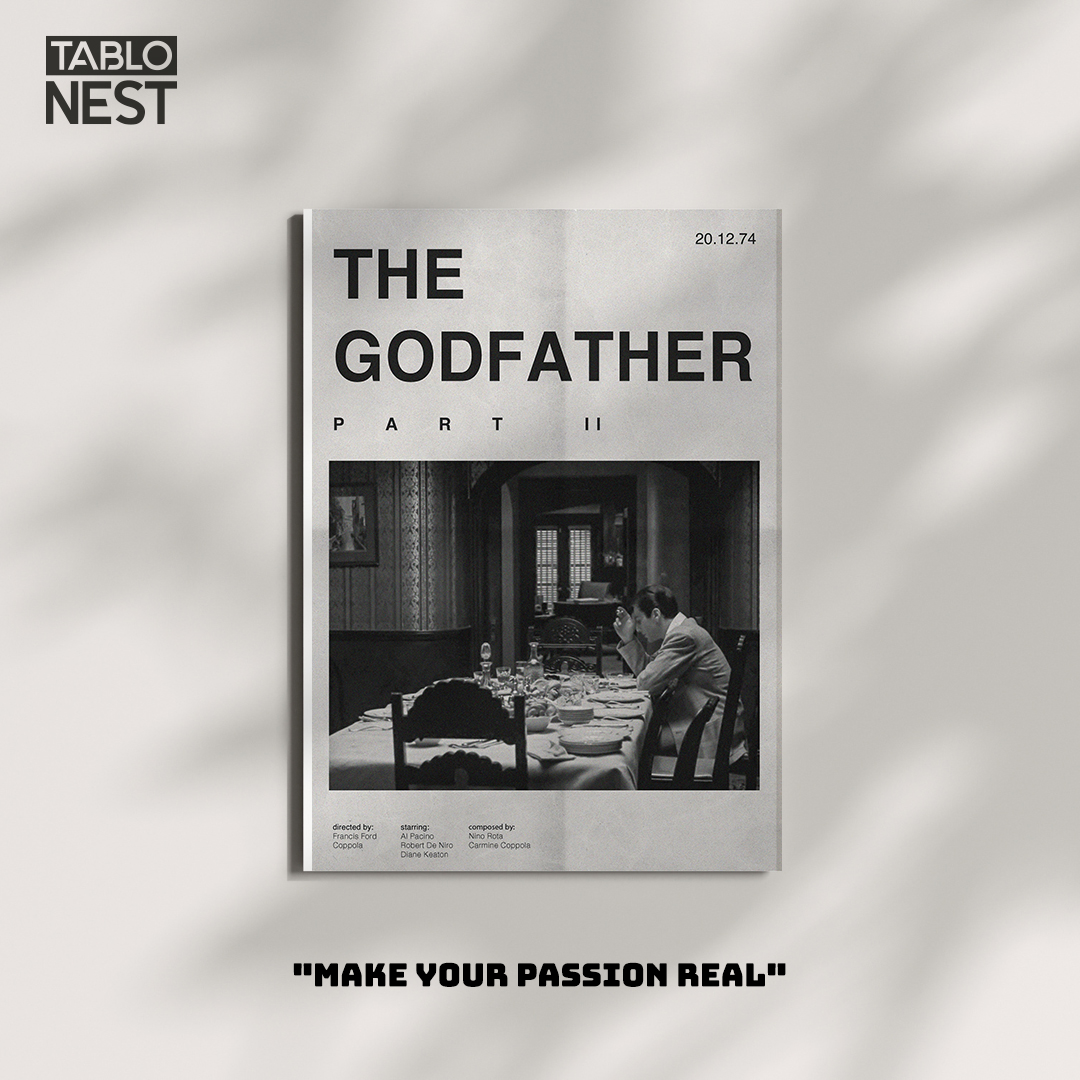 TABLO
NEST
20.12.74
THE
GODFATHER
PART II
directed by:
Francis Ford
Coppola
starring:
Al Pacino
Robert De Niro
Diane Keaton
composed by:
Nino Rota
Carmine Coppola
"MAKE YOUR PASSION REAL"